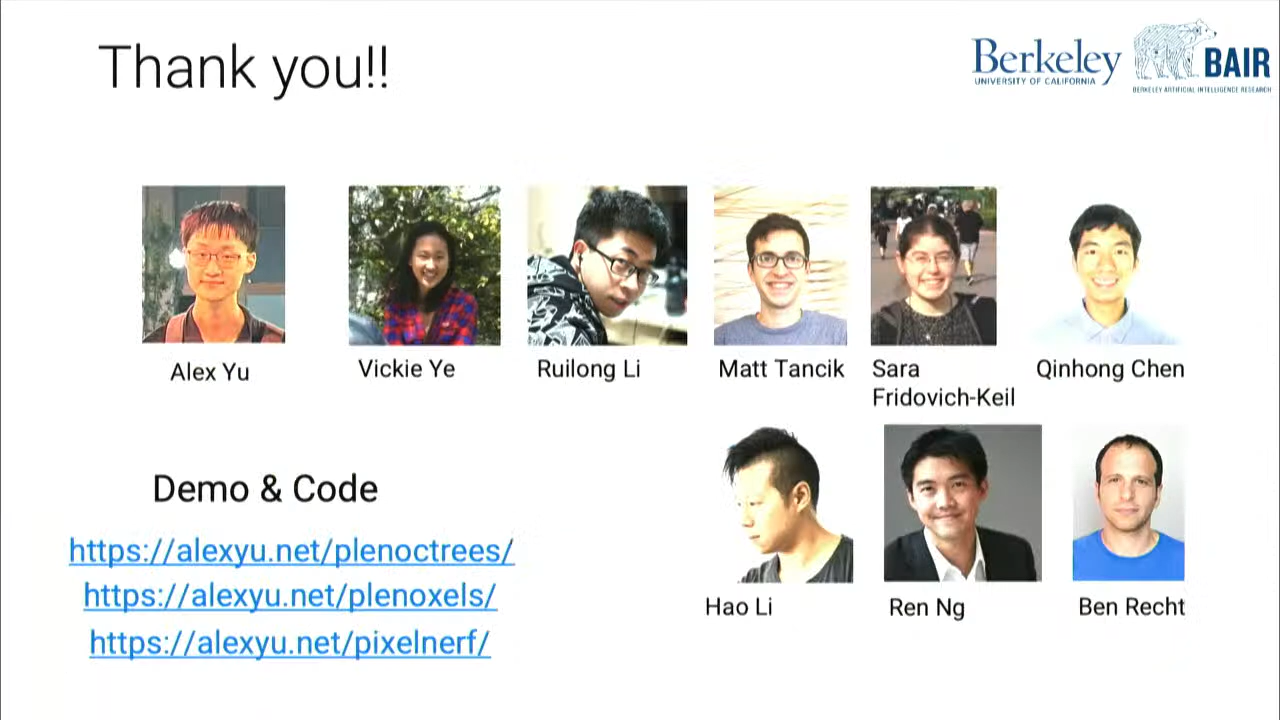 Thank you!!
Berkeley
UNIVERSITY OF CALIFORNIA
BAIR
BERKELEY ARTIFICIAL INTELLIGENCE RESEARCH
Alex Yu
Vickie Ye
Ruilong Li
Matt Tancik
Sara
Fridovich-Keil
Qinhong Chen
Hao Li
Ren Ng
Ben Recht
Demo & Code
https://alexyu.net/plenoctrees/
https://alexyu.net/plenoxels/
https://alexyu.net/pixelnerf/